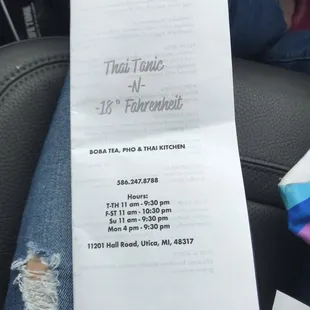 Thai Tanic
-N-
-18° Fahrenheit
BOBA TEA, PHO & THAI KITCHEN
586.247.8788
Hours:
T-TH 11 am - 9:30 pm
F-ST 11 am - 10:30 pm
Su 11 am - 9:30 pm
Mon 4 pm - 9:30 pm
11201 Hall Road, Utica, MI, 48317